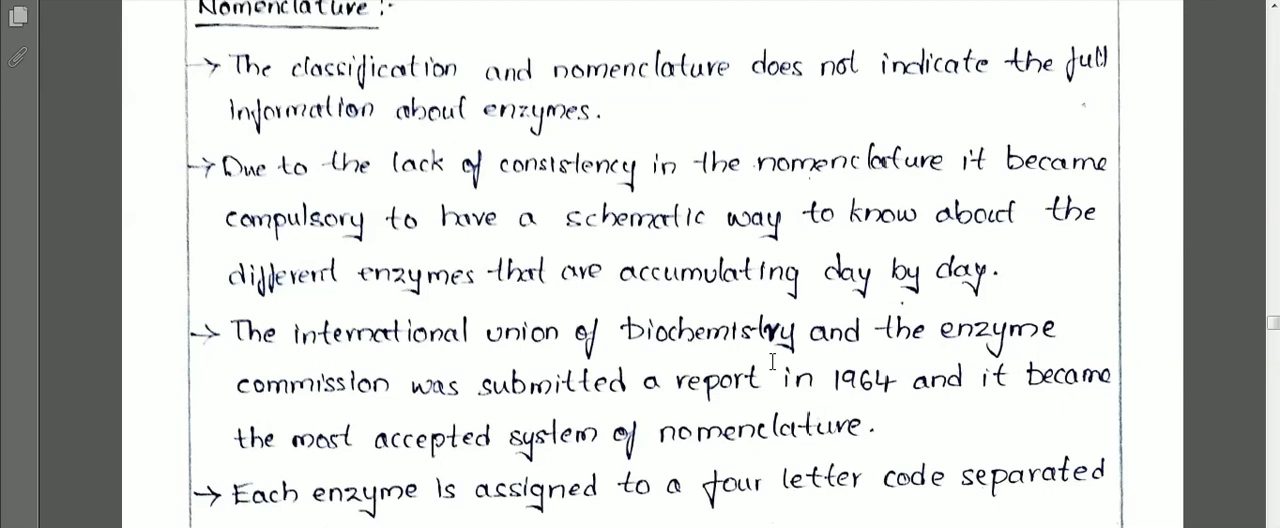 Nomenclature :-
→ The classification and nomenclature does not indicate the full
information about enzymes.
→ Due to the lack of consistency in the nomenclature it became
compulsory to have a schematic way to know about the
different enzymes that are accumulating day by day.
→ The international union of biochemistry and the enzyme
commission was submitted a report in 1964 and it became
the most accepted system of nomenclature.
→ Each enzyme is assigned to a four letter code separated